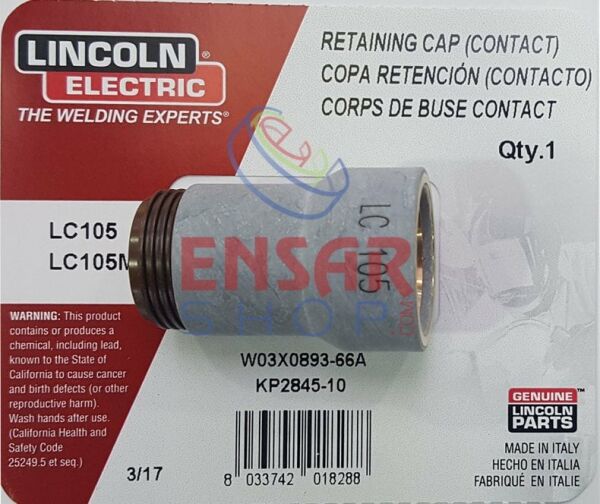 LINCOLN®
ELECTRIC
THE WELDING EXPERTS®
RETAINING CAP (CONTACT)
COPA RETENCIÓN (CONTACTO)
CORPS DE BUSE CONTACT
Qty.1
LC105
LC105M
LC 105
ENSAR
SHOP
.COM
WARNING: This product
contains or produces a
chemical, including lead,
known to the State of
California to cause cancer
and birth defects (or other
reproductive harm).
Wash hands after use.
(California Health and
Safety Code
25249.5 et seq.)
W03X0893-66A
KP2845-10
3/17
8 033742 018288
GENUINE
LINCOLN
PARTS
MADE IN ITALY
HECHO EN ITALIA
FABRIQUÉ EN ITALIE